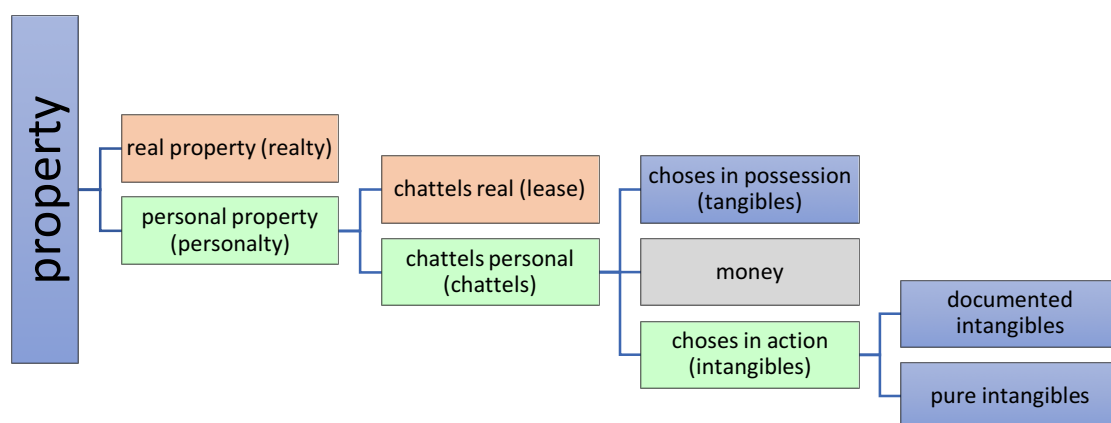 property
real property (realty)
personal property
(personalty)
chattels real (lease)
chattels personal
(chattels)
choses in possession
(tangibles)
money
choses in action
(intangibles)
documented
intangibles
pure intangibles